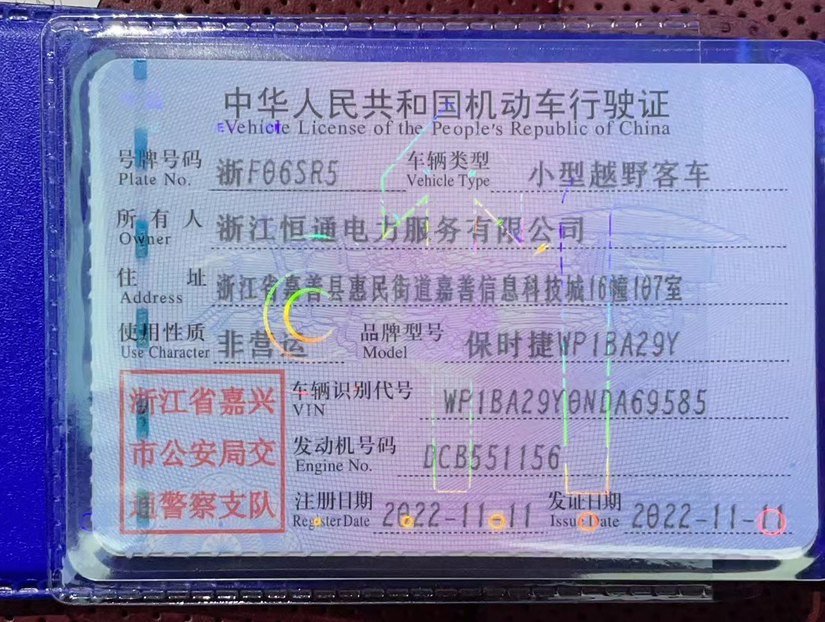 中华人民共和国机动车行驶证
Vehicle License of the People's Republic of China
号牌号码 Plate No. 浙F06SR5 车辆类型 Vehicle Type 小型越野客车
所有人 Owner 浙江恒通电力服务有限公司
住址 Address 浙江省嘉善县惠民街道嘉善信息科技城16幢107室
使用性质 Use Character 非营运 品牌型号 Model 保时捷WP1BA29Y
车辆识别代号 VIN WP1BA29Y0NDA69585
发动机号码 Engine No. DCB551156
注册日期 Register Date 2022-11-11 发证日期 Issue Date 2022-11-11
浙江省嘉兴
市公安局交
通警察支队